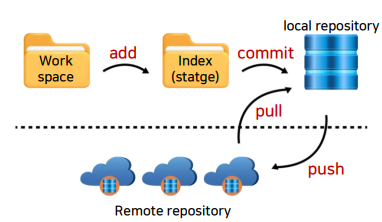 local repository
Work
space
add
Index
(statge)
commit
pull
push
Remote repository